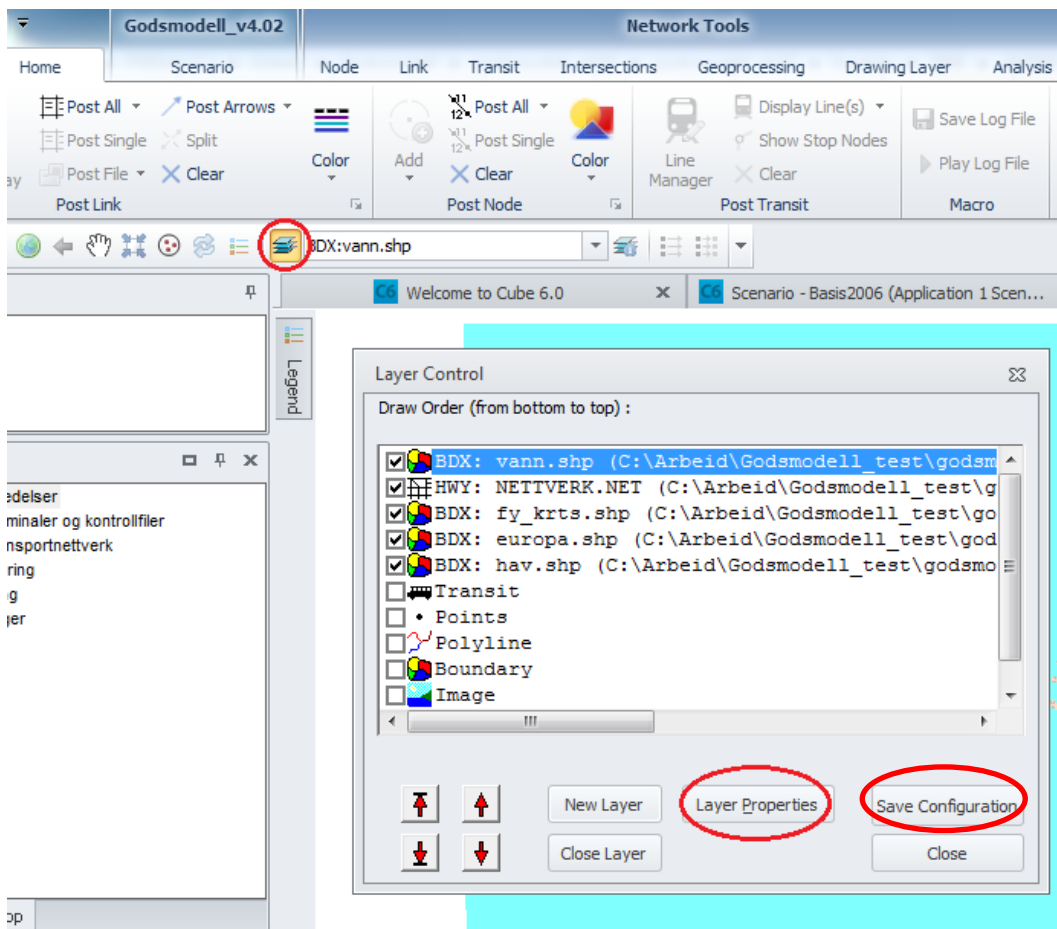 Godsmodell_v4.02 Network Tools
Home Scenario Node Link Transit Intersections Geoprocessing Drawing Layer Analysis
Post All Post Arrows
Post Single Split
Post File Clear
Color
Post Link
Add
Post All
Post Single
Clear
Color
Post Node
Line Manager
Display Line(s)
Show Stop Nodes
Clear
Post Transit
Save Log File
Play Log File
Macro
BDX:vann.shp
Welcome to Cube 6.0 Scenario - Basis2006 (Application 1 Scen...
Legend
Layer Control
Draw Order (from bottom to top) :
BDX: vann.shp (C:\Arbeid\Godsmodell_test\godsm
HWY: NETTVERK.NET (C:\Arbeid\Godsmodell_test\g
BDX: fy_krts.shp (C:\Arbeid\Godsmodell_test\go
BDX: europa.shp (C:\Arbeid\Godsmodell_test\god
BDX: hav.shp (C:\Arbeid\Godsmodell_test\godsmo
Transit
Points
Polyline
Boundary
Image
New Layer Layer Properties Save Configuration
Close Layer Close
edelser
minaler og kontrollfiler
nsportnettverk
ring
g
ger
op